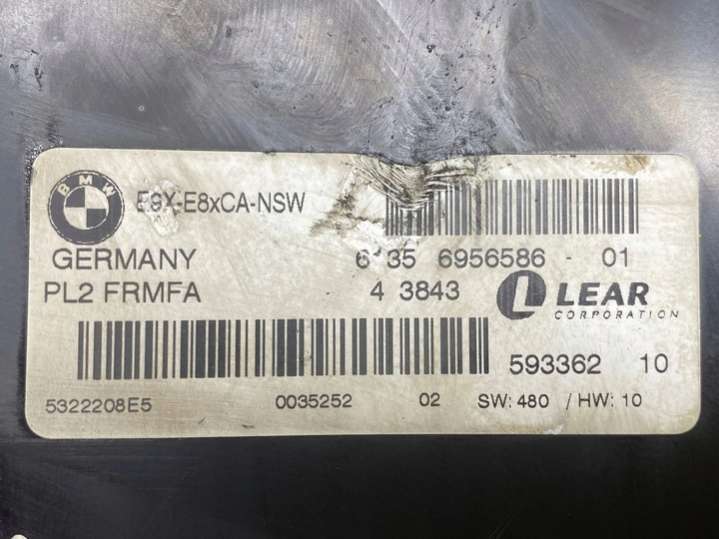 BMW
E9X-E8xCA-NSW
GERMANY 6 35 6956586 - 01
PL2 FRMFA 4 3843
L LEAR
CORPORATION
593362 10
5322208E5 0035252 02 SW: 480 / HW: 10